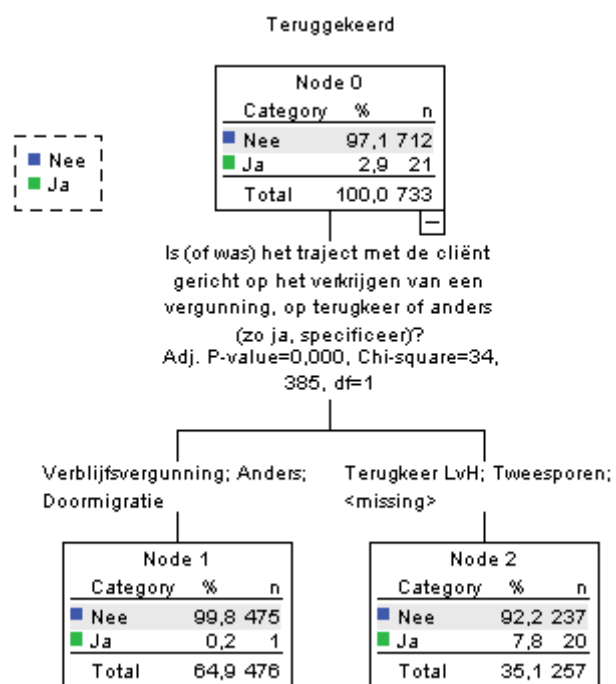 Teruggekeerd
Nee
Ja
Node 0
Category % n
Nee 97,1 712
Ja 2,9 21
Total 100,0 733
Is (of was) het traject met de cliënt
gericht op het verkrijgen van een
vergunning, op terugkeer of anders
(zo ja, specificeer)?
Adj. P-value=0,000, Chi-square=34,
385, df=1
Verblijfsvergunning; Anders;
Doormigratie
Terugkeer LvH; Tweesporen;
<missing>
Node 1
Category % n
Nee 99,8 475
Ja 0,2 1
Total 64,9 476
Node 2
Category % n
Nee 92,2 237
Ja 7,8 20
Total 35,1 257